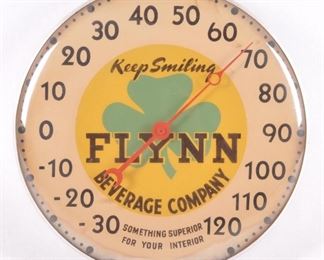 40 50
30 60
20 70
10 80
Keep Smiling
0 90
FLYNN
-10 100
BEVERAGE COMPANY
-20 110
-30 120
SOMETHING SUPERIOR
FOR YOUR INTERIOR